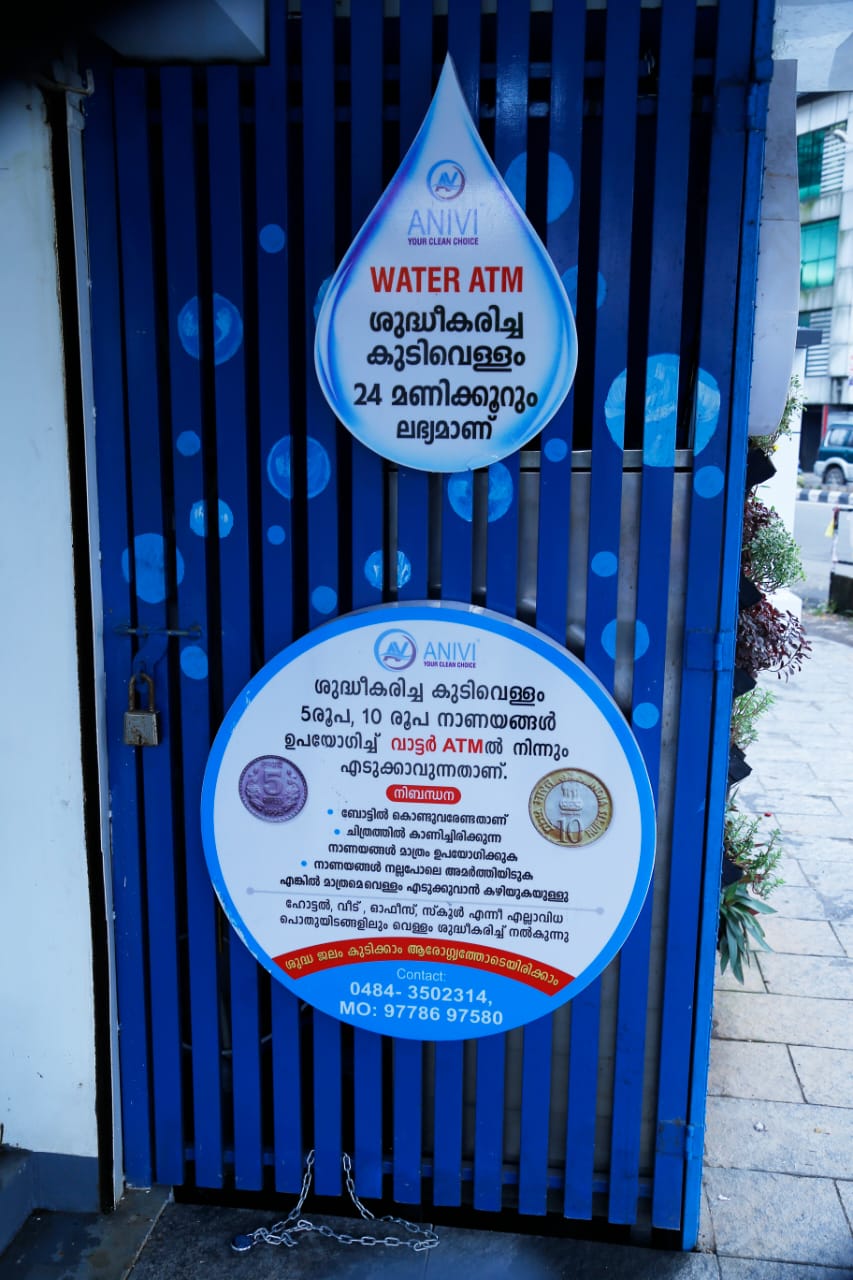 ANIVI
YOUR CLEAN CHOICE
WATER ATM
ശുദ്ധീകരിച്ച
കുടിവെള്ളം
24 മണിക്കൂറും
ലഭ്യമാണ്
ANIVI
YOUR CLEAN CHOICE
ശുദ്ധീകരിച്ച കുടിവെള്ളം
5രൂപ, 10 രൂപ നാണയങ്ങൾ
ഉപയോഗിച്ച് വാട്ടർ ATMൽ നിന്നും
എടുക്കാവുന്നതാണ്.
നിബന്ധന
• ബോട്ടിൽ കൊണ്ടുവരേണ്ടതാണ്
• ചിത്രത്തിൽ കാണിച്ചിരിക്കുന്ന
നാണയങ്ങൾ മാത്രം ഉപയോഗിക്കുക
• നാണയങ്ങൾ നല്ലപോലെ അമർത്തിയിടുക
എങ്കിൽ മാത്രമെവെള്ളം എടുക്കുവാൻ കഴിയുകയുള്ളു
5
10
ഹോട്ടൽ, വീട് , ഓഫീസ്, സ്കൂൾ എന്നീ എല്ലാവിധ
പൊതുയിടങ്ങളിലും വെള്ളം ശുദ്ധീകരിച്ച് നൽകുന്നു
ശുദ്ധ ജലം കുടിക്കാം ആരോഗ്യത്തോടെയിരിക്കാം
Contact:
0484- 3502314,
MO: 97786 97580